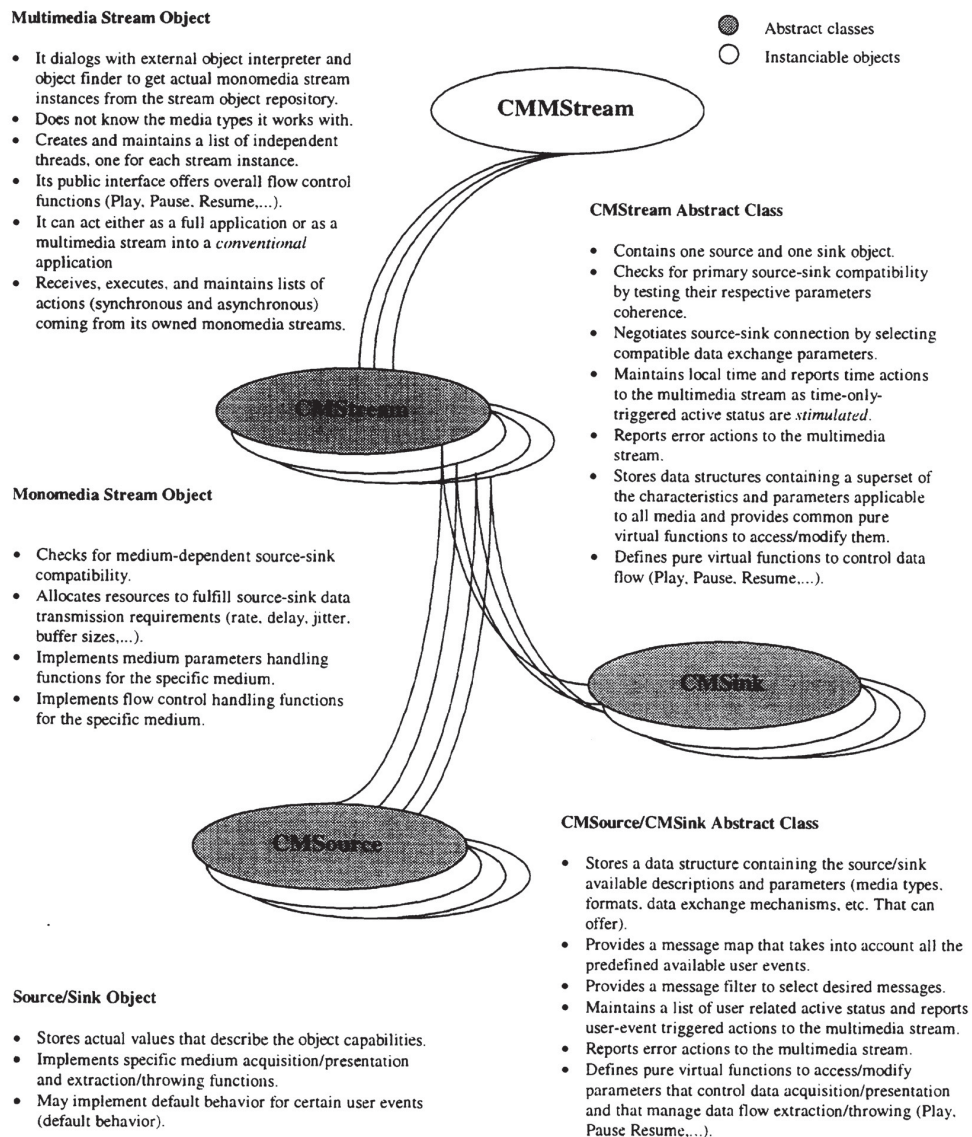 Multimedia Stream Object
• It dialogs with external object interpreter and
object finder to get actual monomedia stream
instances from the stream object repository.
• Does not know the media types it works with.
• Creates and maintains a list of independent
threads, one for each stream instance.
• Its public interface offers overall flow control
functions (Play, Pause, Resume,...).
• It can act either as a full application or as a
multimedia stream into a conventional
application
• Receives, executes, and maintains lists of
actions (synchronous and asynchronous)
coming from its owned monomedia streams.
Abstract classes
Instanciable objects
CMMStream
CMStream Abstract Class
• Contains one source and one sink object.
• Checks for primary source-sink compatibility
by testing their respective parameters
coherence.
• Negotiates source-sink connection by selecting
compatible data exchange parameters.
• Maintains local time and reports time actions
to the multimedia stream as time-only-
triggered active status are stimulated.
• Reports error actions to the multimedia
stream.
• Stores data structures containing a superset of
the characteristics and parameters applicable
to all media and provides common pure
virtual functions to access/modify them.
• Defines pure virtual functions to control data
flow (Play, Pause, Resume,...).
CMStream
Monomedia Stream Object
• Checks for medium-dependent source-sink
compatibility.
• Allocates resources to fulfill source-sink data
transmission requirements (rate, delay, jitter,
buffer sizes,...).
• Implements medium parameters handling
functions for the specific medium.
• Implements flow control handling functions
for the specific medium.
CMSink
CMSource
CMSource/CMSink Abstract Class
• Stores a data structure containing the source/sink
available descriptions and parameters (media types,
formats, data exchange mechanisms, etc. That can
offer).
• Provides a message map that takes into account all the
predefined available user events.
• Provides a message filter to select desired messages.
• Maintains a list of user related active status and reports
user-event triggered actions to the multimedia stream.
• Reports error actions to the multimedia stream.
• Defines pure virtual functions to access/modify
parameters that control data acquisition/presentation
and that manage data flow extraction/throwing (Play,
Pause Resume,...).
Source/Sink Object
• Stores actual values that describe the object capabilities.
• Implements specific medium acquisition/presentation
and extraction/throwing functions.
• May implement default behavior for certain user events
(default behavior).